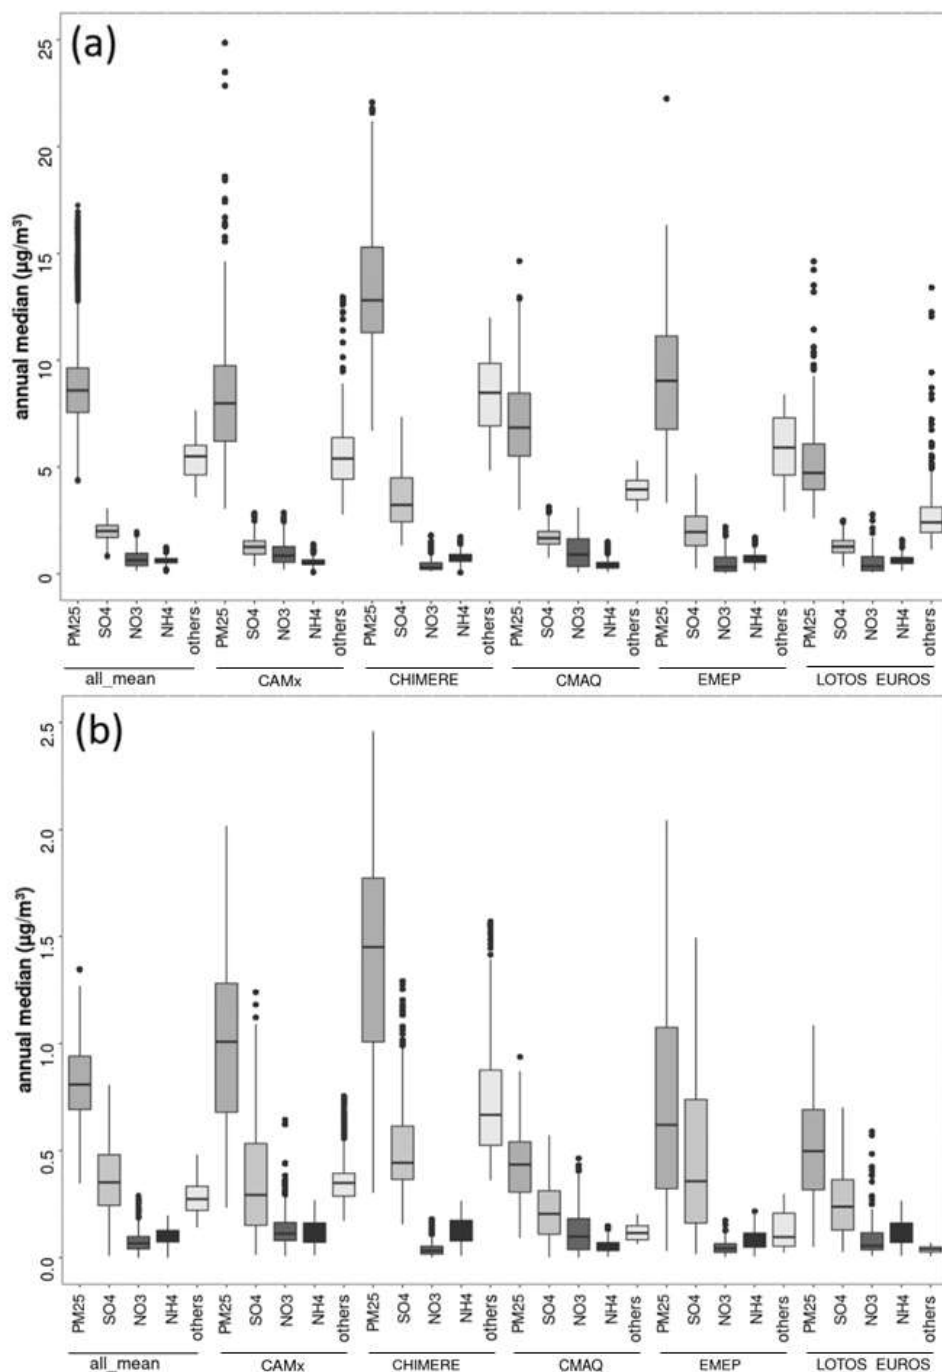 (a)
annual median (µg/m³)
25
20
15
10
5
0
PM25 SO4 NO3 NH4 others PM25 SO4 NO3 NH4 others PM25 SO4 NO3 NH4 others PM25 SO4 NO3 NH4 others PM25 SO4 NO3 NH4 others PM25 SO4 NO3 NH4 others
all_mean CAMx CHIMERE CMAQ EMEP LOTOS EUROS
(b)
annual median (µg/m³)
2.5
2.0
1.5
1.0
0.5
0.0
PM25 SO4 NO3 NH4 others PM25 SO4 NO3 NH4 others PM25 SO4 NO3 NH4 others PM25 SO4 NO3 NH4 others PM25 SO4 NO3 NH4 others PM25 SO4 NO3 NH4 others
all_mean CAMx CHIMERE CMAQ EMEP LOTOS EUROS